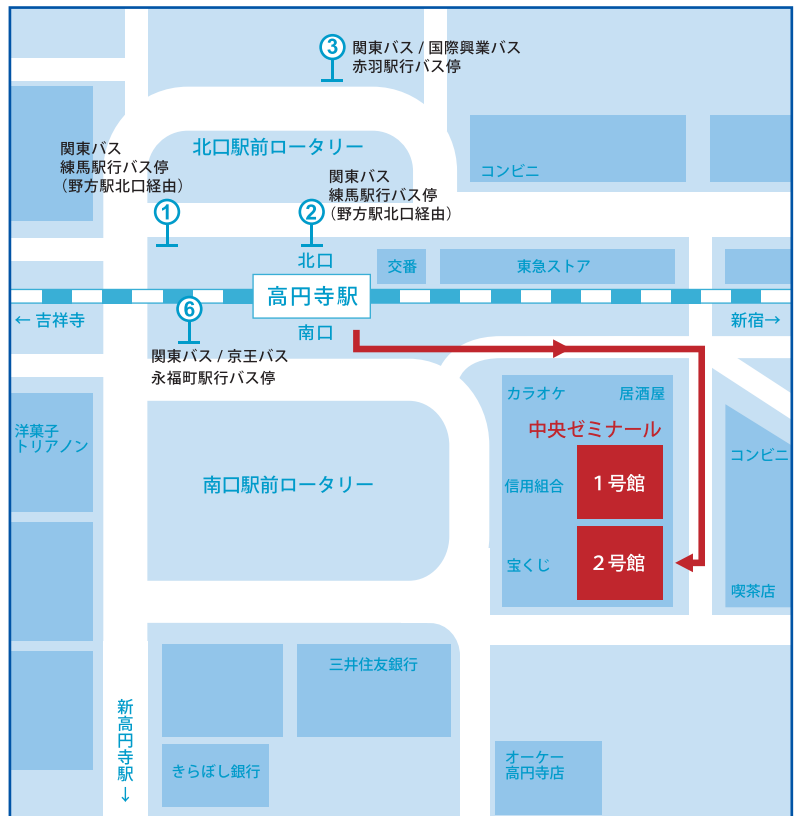 ③ 関東バス / 国際興業バス
赤羽駅行バス停
北口駅前ロータリー
関東バス
練馬駅行バス停
（野方駅北口経由）
①
関東バス
練馬駅行バス停
② （野方駅北口経由）
コンビニ
北口
交番
東急ストア
高円寺駅
← 吉祥寺
⑥
南口
新宿→
関東バス / 京王バス
永福町駅行バス停
カラオケ
居酒屋
中央ゼミナール
洋菓子
トリアノン
コンビニ
南口駅前ロータリー
信用組合
1号館
宝くじ
2号館
喫茶店
三井住友銀行
新高円寺駅↓
きらぼし銀行
オーケー
高円寺店